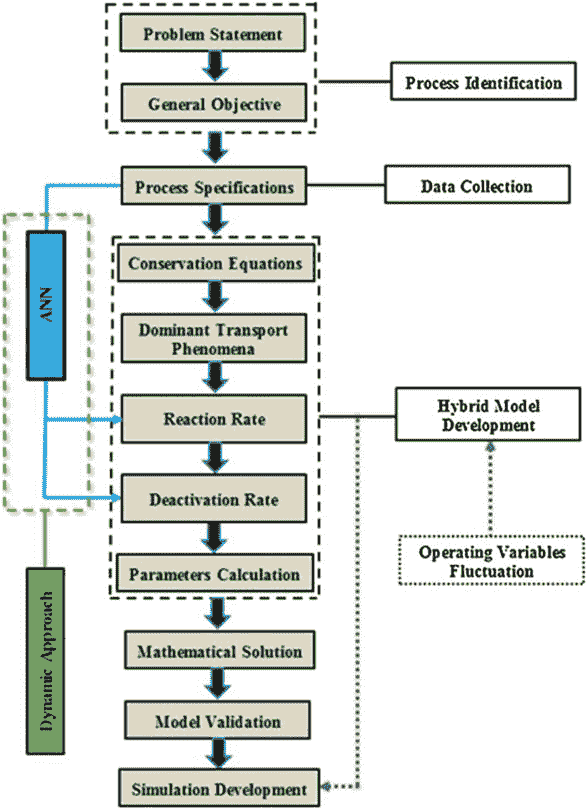 Problem Statement
General Objective
Process Identification
Process Specifications
Data Collection
ANN
Conservation Equations
Dominant Transport
Phenomena
Reaction Rate
Hybrid Model
Development
Deactivation Rate
Operating Variables
Fluctuation
Parameters Calculation
Dynamic Approach
Mathematical Solution
Model Validation
Simulation Development